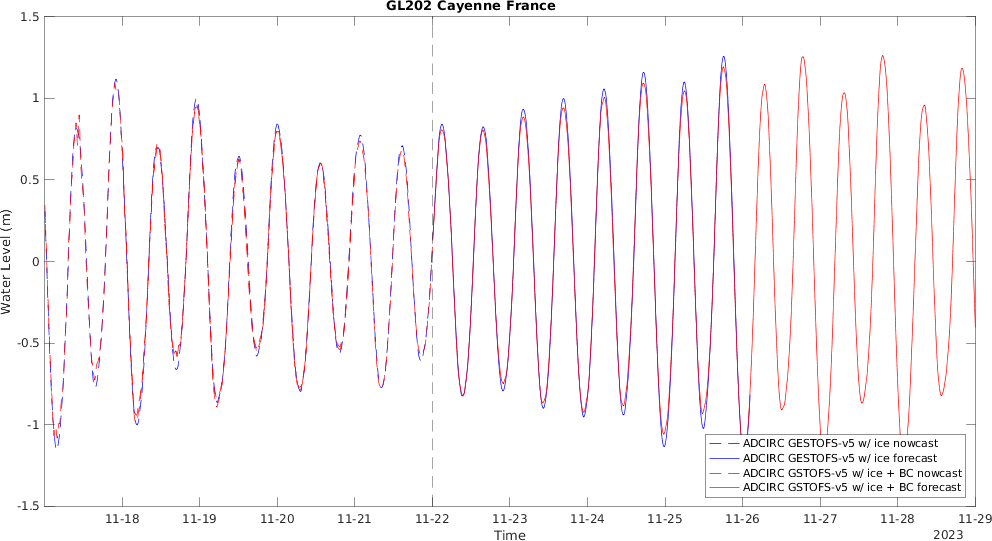 GL202 Cayenne France
1.5
1
0.5
0
-0.5
-1
-1.5
Water Level (m)
11-18 11-19 11-20 11-21 11-22 11-23 11-24 11-25 11-26 11-27 11-28 11-29
Time
2023
ADCIRC GESTOFS-v5 w/ ice nowcast
ADCIRC GESTOFS-v5 w/ ice forecast
ADCIRC GSTOFS-v5 w/ ice + BC nowcast
ADCIRC GSTOFS-v5 w/ ice + BC forecast